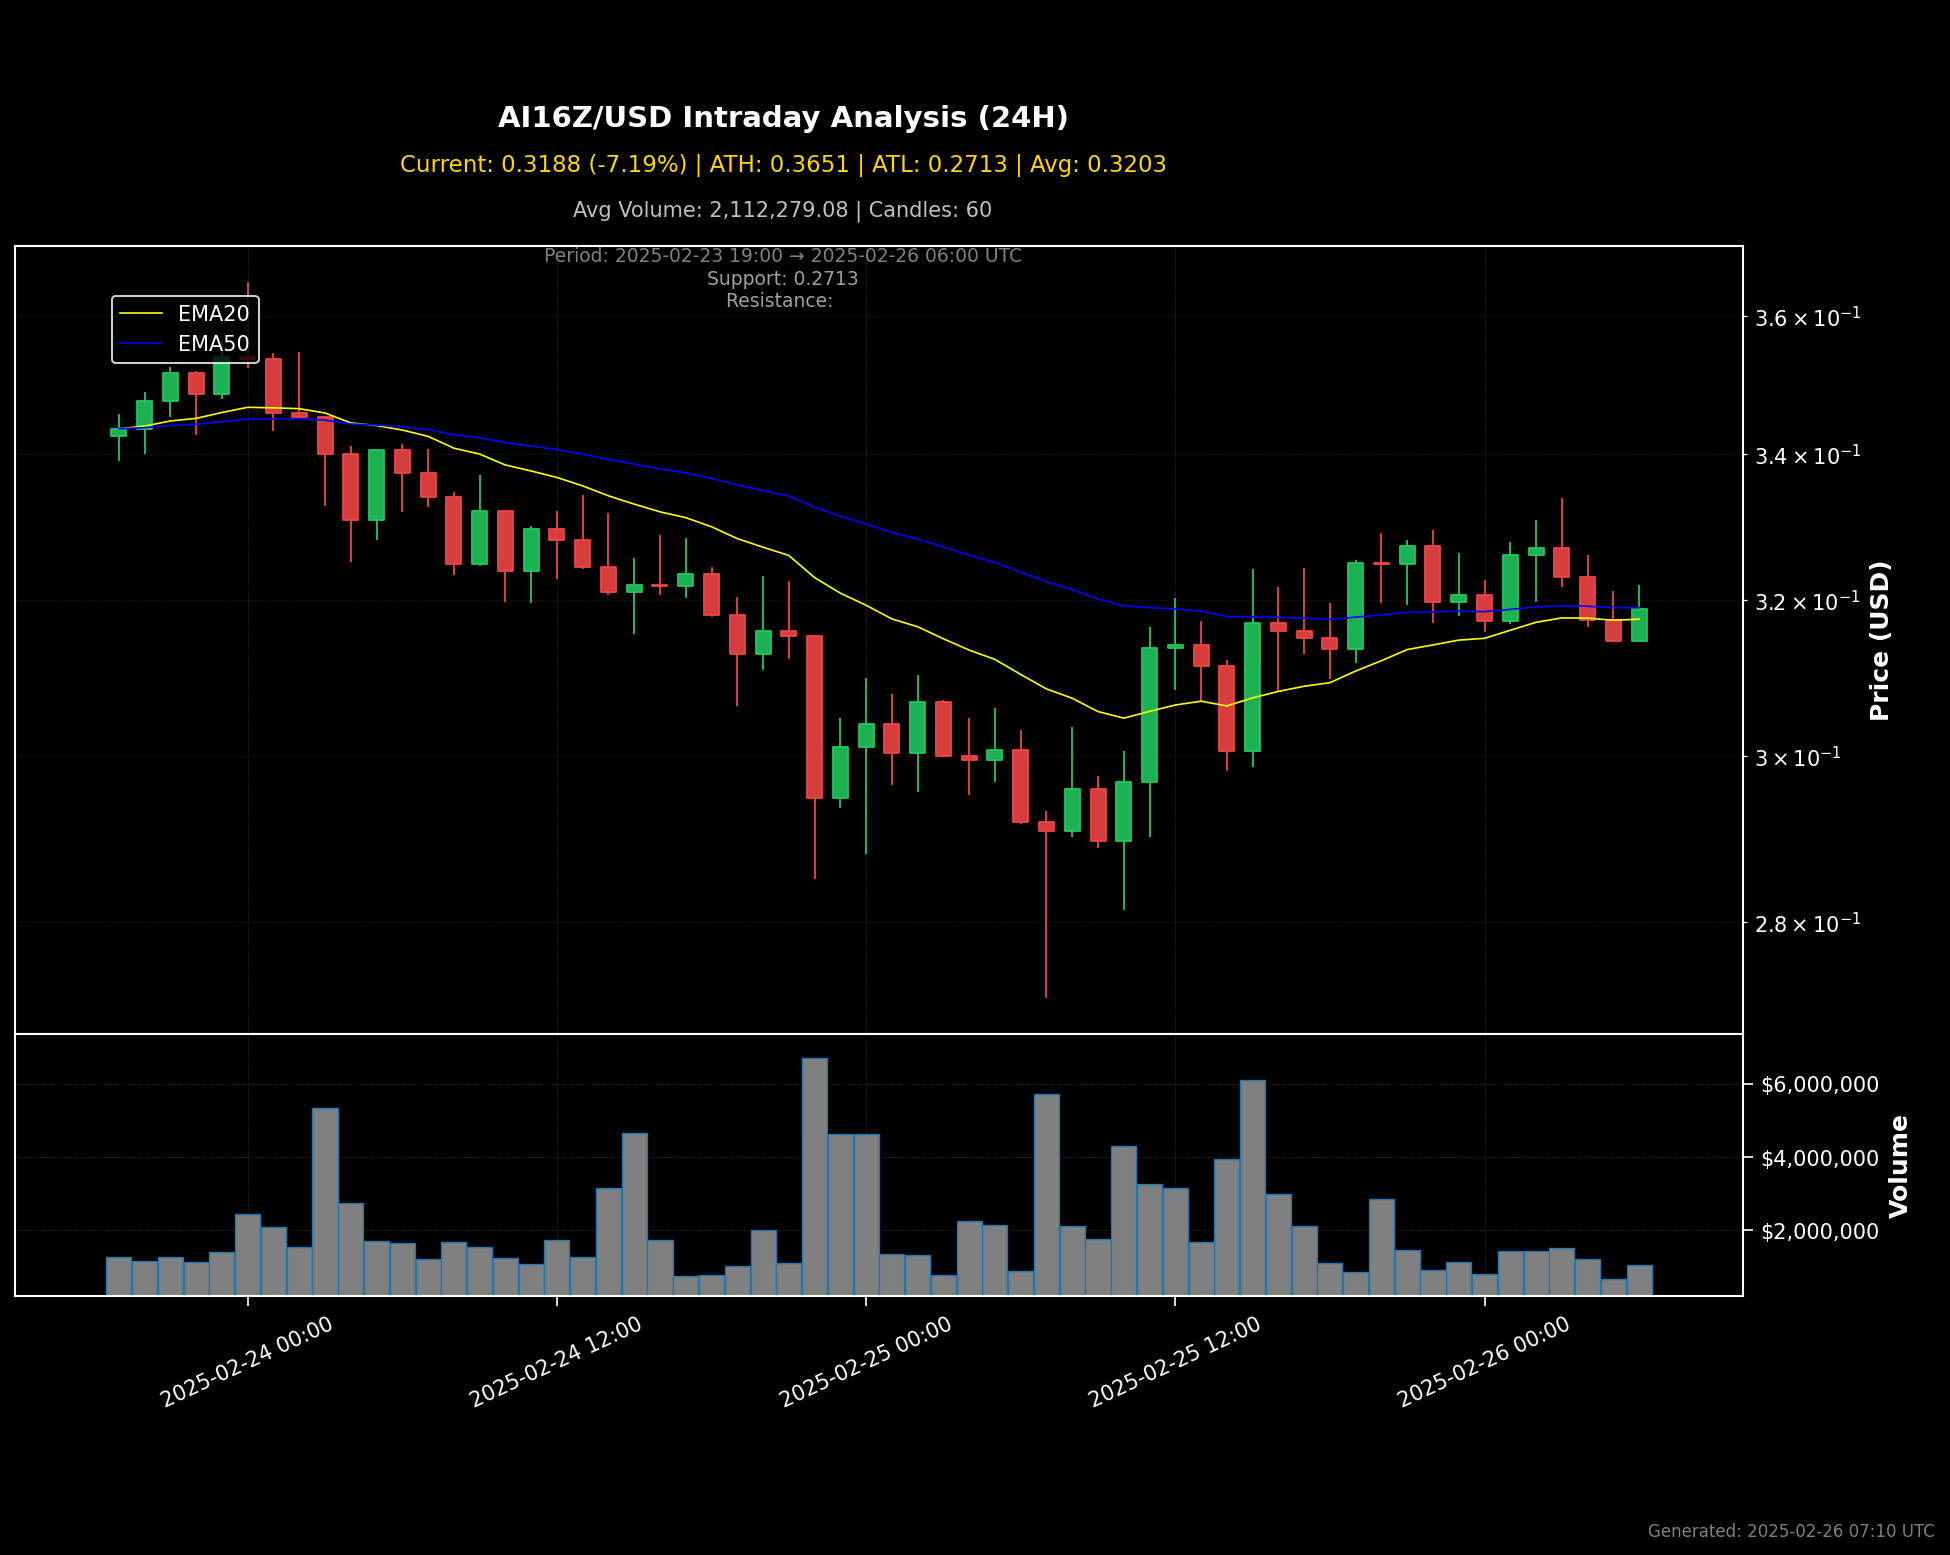 AI16Z/USD Intraday Analysis (24H)
Current: 0.3188 (-7.19%) | ATH: 0.3651 | ATL: 0.2713 | Avg: 0.3203
Avg Volume: 2,112,279.08 | Candles: 60
Period: 2025-02-23 19:00 → 2025-02-26 06:00 UTC
Support: 0.2713
Resistance:
EMA20
EMA50
3.6 × 10⁻¹
3.4 × 10⁻¹
3.2 × 10⁻¹
3 × 10⁻¹
2.8 × 10⁻¹
Price (USD)
$6,000,000
$4,000,000
$2,000,000
Volume
2025-02-24 00:00
2025-02-24 12:00
2025-02-25 00:00
2025-02-25 12:00
2025-02-26 00:00
Generated: 2025-02-26 07:10 UTC